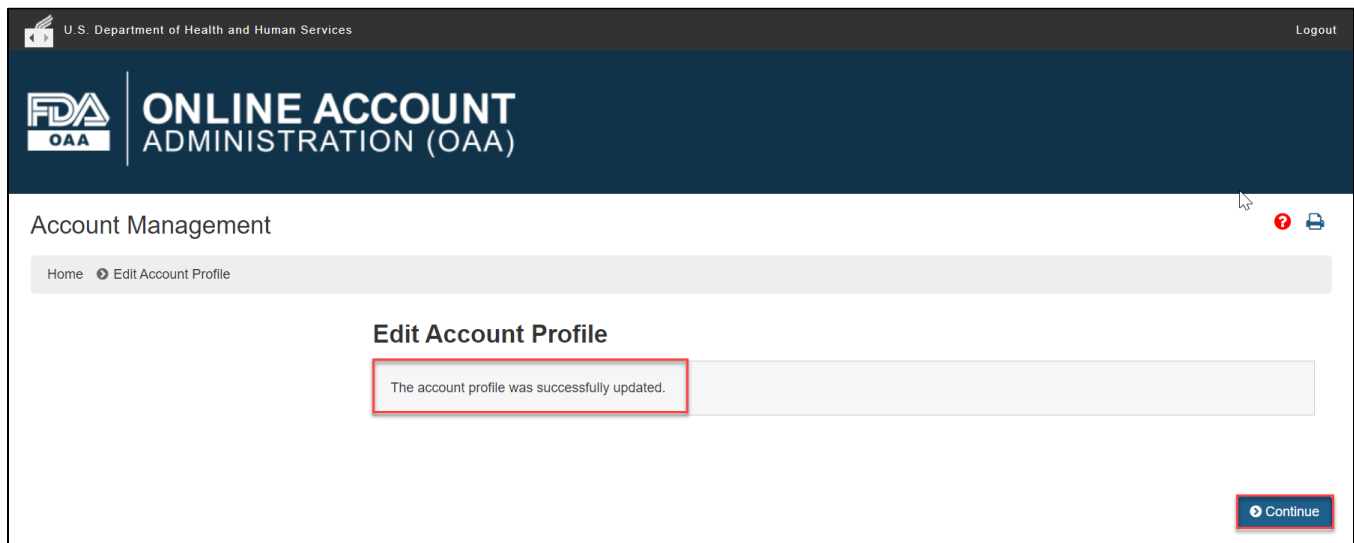 U.S. Department of Health and Human Services
Logout
FDA
OAA
ONLINE ACCOUNT
ADMINISTRATION (OAA)
Account Management
Home Edit Account Profile
Edit Account Profile
The account profile was successfully updated.
Continue